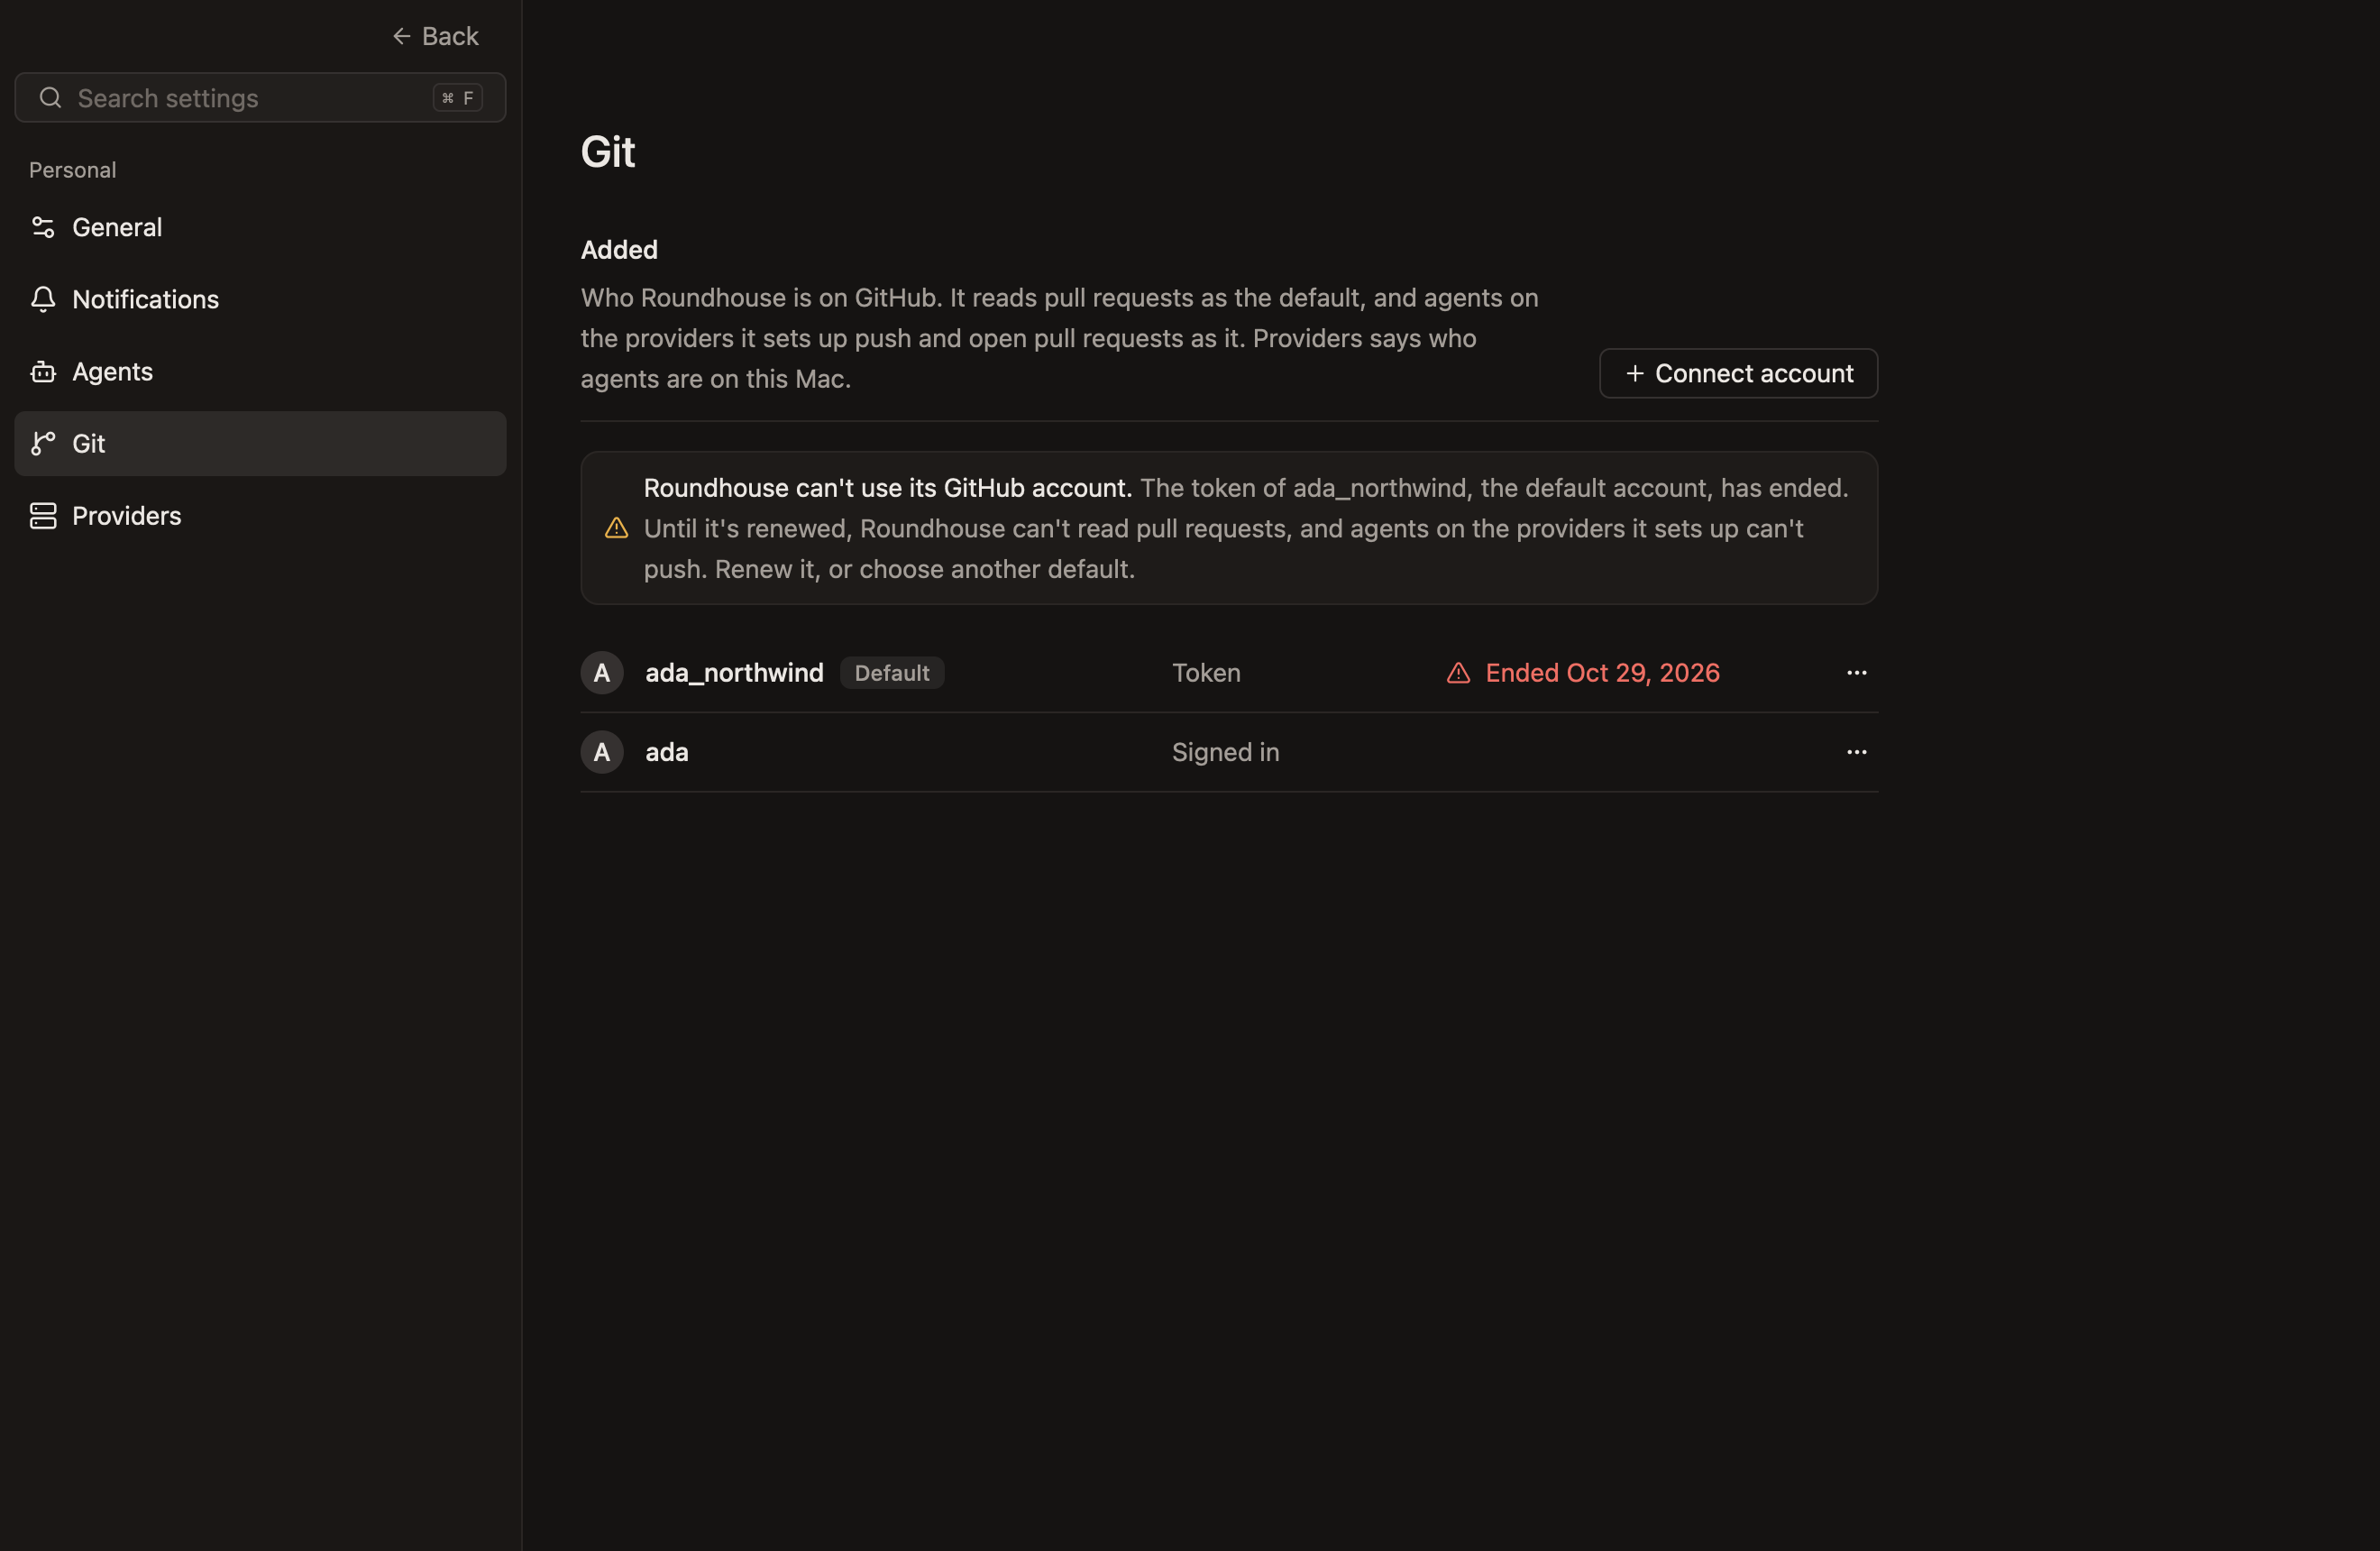 Back
Search settings
⌘ F
Personal
General
Notifications
Agents
Git
Providers
Git
Added
Who Roundhouse is on GitHub. It reads pull requests as the default, and agents on
the providers it sets up push and open pull requests as it. Providers says who
agents are on this Mac.
Connect account
Roundhouse can't use its GitHub account. The token of ada_northwind, the default account, has ended.
Until it's renewed, Roundhouse can't read pull requests, and agents on the providers it sets up can't
push. Renew it, or choose another default.
A ada_northwind Default Token Ended Oct 29, 2026
A ada Signed in